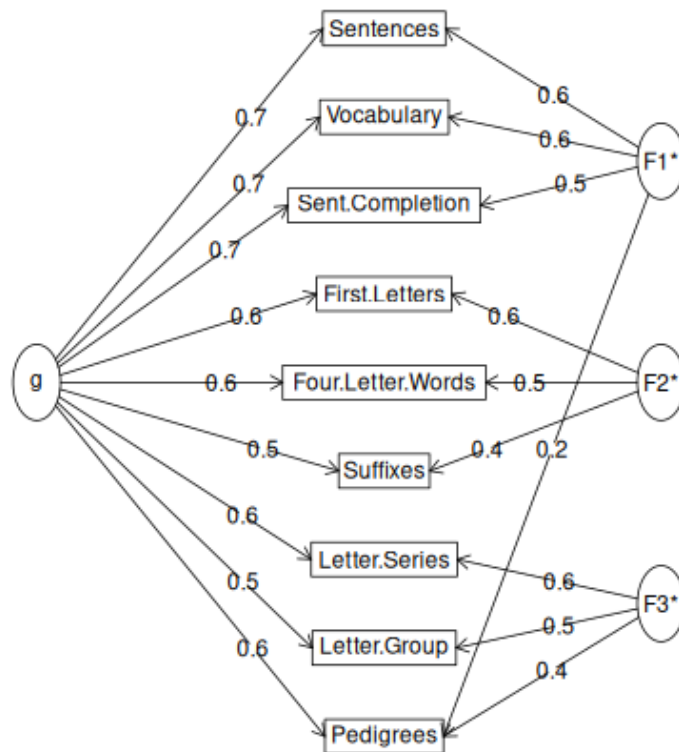 Sentences
0.7
0.6
Vocabulary
0.7
0.6
F1*
Sent.Completion
0.7
0.5
First.Letters
0.6
0.6
g
0.6
Four.Letter.Words
0.5
F2*
0.5
Suffixes
0.4
0.2
0.6
Letter.Series
0.6
F3*
0.5
Letter.Group
0.5
0.6
0.4
Pedigrees